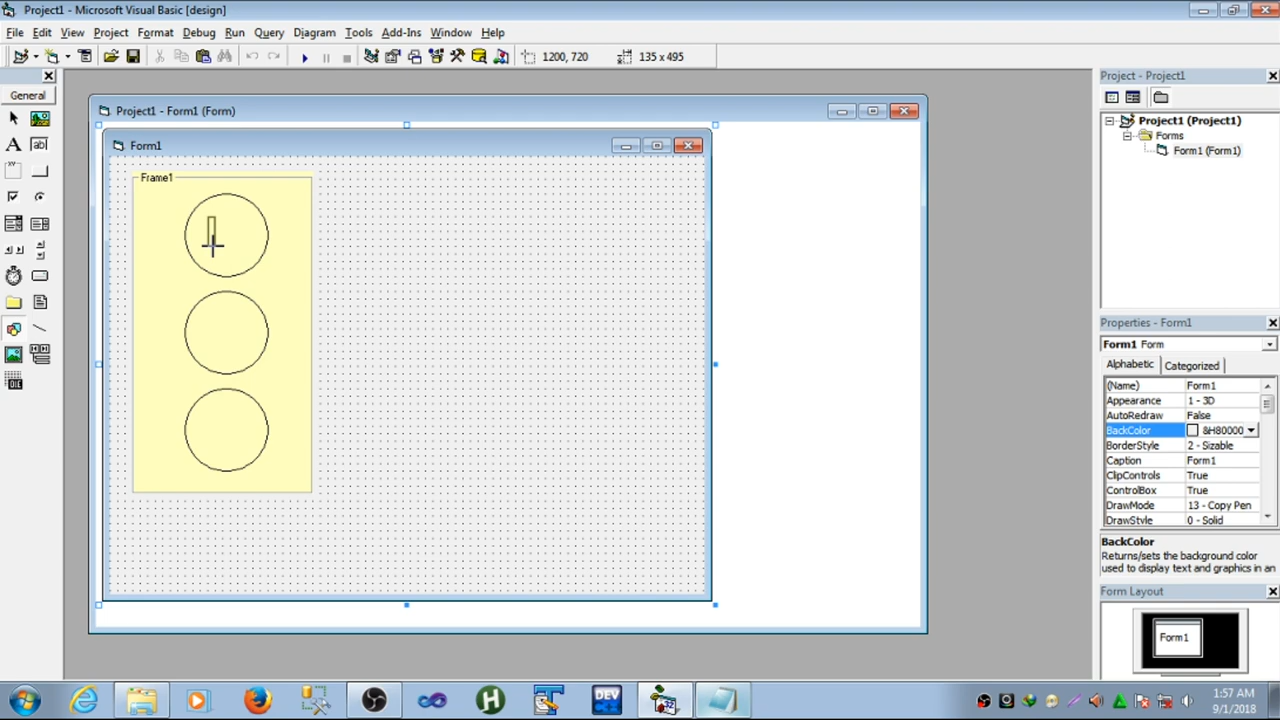 Project1 - Microsoft Visual Basic [design]
File Edit View Project Format Debug Run Query Diagram Tools Add-Ins Window Help
1200, 720 135 x 495
General
Project1 - Form1 (Form)
Form1
Frame1
A ab|
Project - Project1
Project1 (Project1)
Forms
Form1 (Form1)
Properties - Form1
Form1 Form
Alphabetic Categorized
(Name) Form1
Appearance 1 - 3D
AutoRedraw False
BackColor &H80000
BorderStyle 2 - Sizable
Caption Form1
ClipControls True
ControlBox True
DrawMode 13 - Copy Pen
DrawStyle 0 - Solid
BackColor
Returns/sets the background color
used to display text and graphics in an
Form Layout
Form1
DEV
1:57 AM
9/1/2018